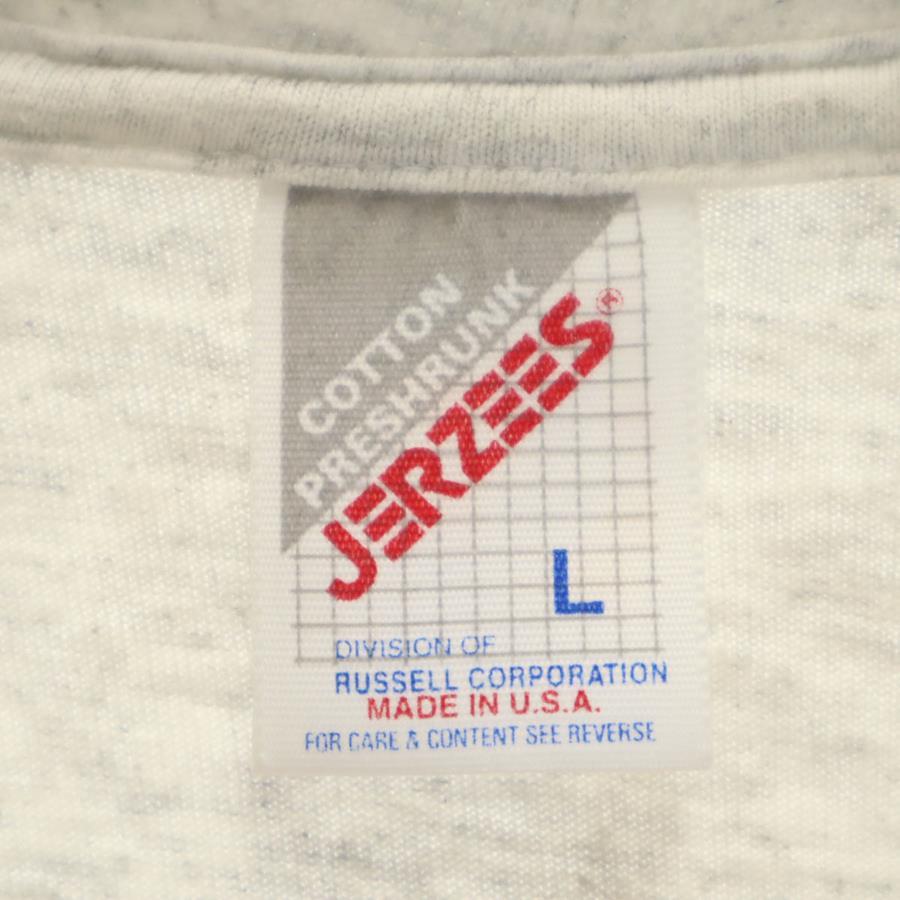 COTTON
PRESHRUNK
JERZEES®
L
DIVISION OF
RUSSELL CORPORATION
MADE IN U.S.A.
FOR CARE & CONTENT SEE REVERSE